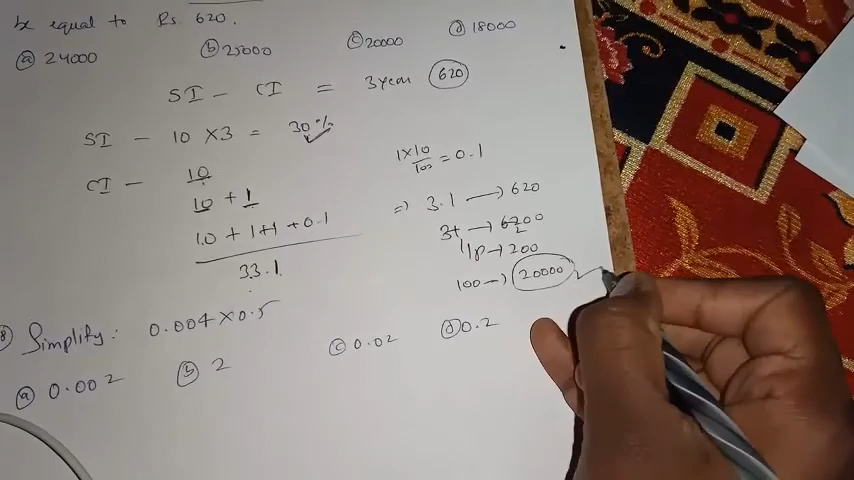 be equal to Rs 620.
(a) 24000 (b) 25000 (c) 20000 (d) 18000
SI - CI = 3 year 620
SI - 10 X 3 = 30%
CI - 10
10 + 1
10 + 1+1 + 0.1
33.1
1 X 10 / 100 = 0.1
=) 3.1 → 620
31 → 6200
1p → 200
100 → 20000
8) Simplify: 0.004 X 0.5
(a) 0.002 (b) 2 (c) 0.02 (d) 0.2